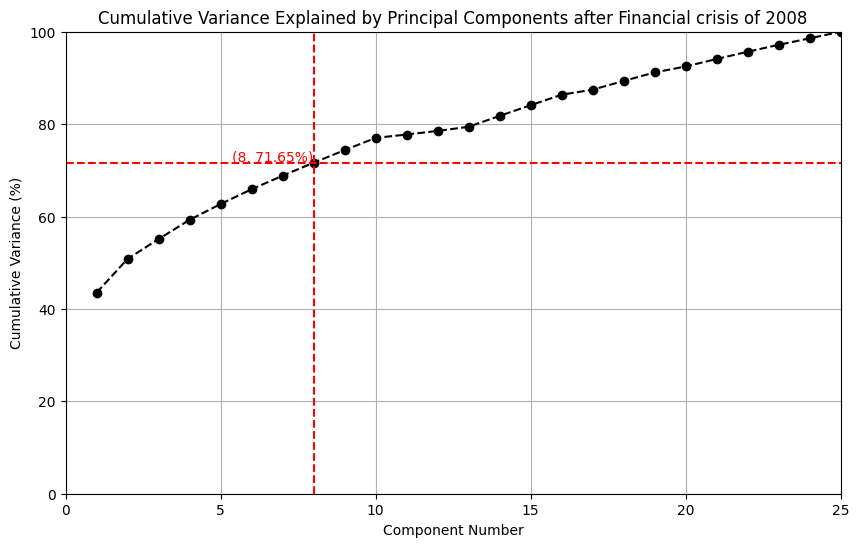 Cumulative Variance Explained by Principal Components after Financial crisis of 2008
Cumulative Variance (%)
100
80
60
40
20
0
(8, 71.65%)
0 5 10 15 20 25
Component Number